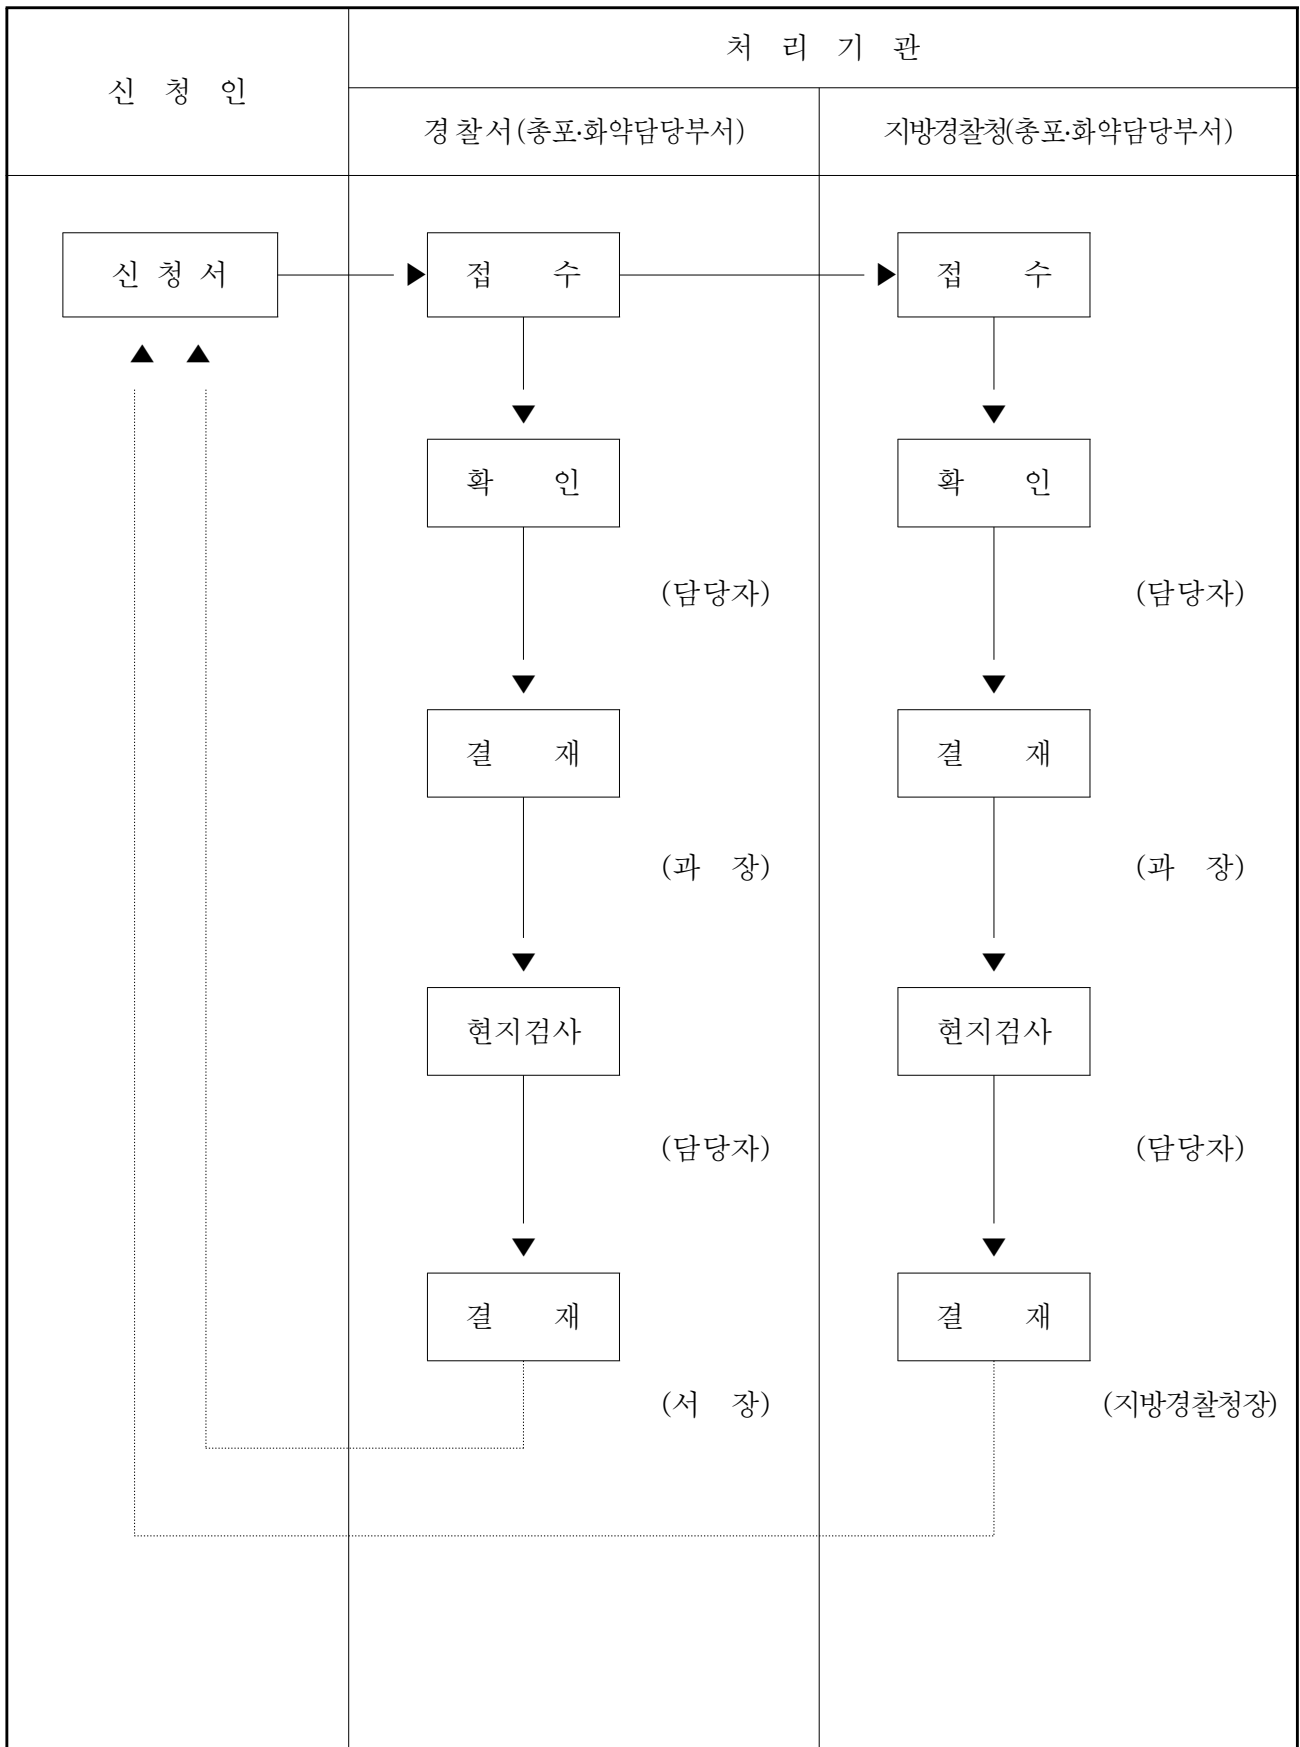 처 리 기 관
신 청 인
경 찰 서 (총포·화약담당부서)
지방경찰청(총포·화약담당부서)
신 청 서
접 수
접 수
확 인
확 인
(담당자)
(담당자)
결 재
결 재
(과 장)
(과 장)
현지검사
현지검사
(담당자)
(담당자)
결 재
결 재
(서 장)
(지방경찰청장)